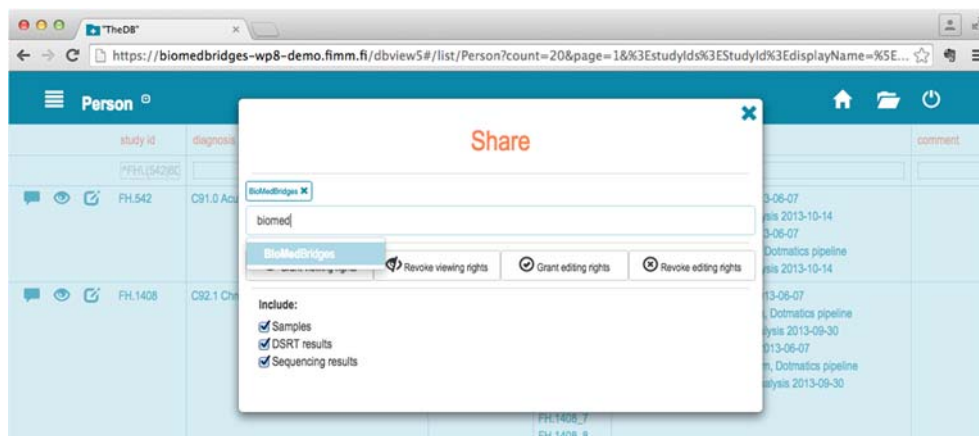 "TheDB"
https://biomedbridges-wp8-demo.fimm.fi/dbview5#/list/Person?count=20&page=1&%3EstudyIds%3EStudyId%3EdisplayName=%5E...
Person
study id diagnosis comment
FH.542 C91.0 Acu
3-06-07
sis 2013-10-14
3-06-07
Dotmatics pipeline
sis 2013-10-14
FH.1408 C92.1 Chr
13-06-07
, Dotmatics pipeline
lysis 2013-09-30
013-06-07
m, Dotmatics pipeline
alysis 2013-09-30
FH.1408_7
FH.1408_8
Share
BioMedBridges
biomed
BioMedBridges
Revoke viewing rights Grant editing rights Revoke editing rights
Include:
Samples
DSRT results
Sequencing results